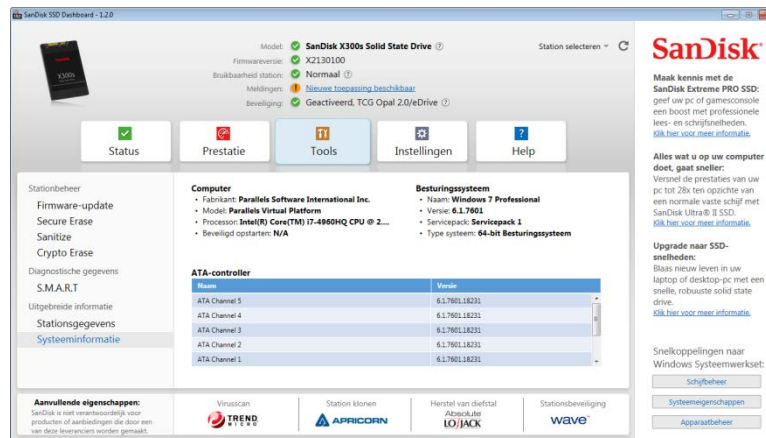 SanDisk SSD Dashboard - 1.2.0
Model: SanDisk X300s Solid State Drive
Firmwareversie: X2130100
Bruikbaarheid station: Normaal
Meldingen: Nieuwe toepassing beschikbaar
Beveiliging: Geactiveerd, TCG Opal 2.0/eDrive
Station selecteren
X300s
Status
Prestatie
Tools
Instellingen
Help
Stationbeheer
Firmware-update
Secure Erase
Sanitize
Crypto Erase
Diagnostische gegevens
S.M.A.R.T
Uitgebreide informatie
Stationsgegevens
Systeeminformatie
Computer
• Fabrikant: Parallels Software International Inc.
• Model: Parallels Virtual Platform
• Processor: Intel(R) Core(TM) i7-4960HQ CPU @ 2....
• Beveiligd opstarten: N/A
Besturingssysteem
• Naam: Windows 7 Professional
• Versie: 6.1.7601
• Servicepack: Servicepack 1
• Type systeem: 64-bit Besturingssysteem
ATA-controller
Naam Versie
ATA Channel 5 6.1.7601.18231
ATA Channel 4 6.1.7601.18231
ATA Channel 3 6.1.7601.18231
ATA Channel 2 6.1.7601.18231
ATA Channel 1 6.1.7601.18231
Aanvullende eigenschappen:
SanDisk is niet verantwoordelijk voor
producten of aanbiedingen die door een
van deze leveranciers worden gemaakt.
Virusscan
TREND
MICRO
Station klonen
APRICORN
Herstel van diefstal
Absolute
LOJACK
Stationsbeveiliging
wave
SanDisk
Maak kennis met de
SanDisk Extreme PRO SSD:
geef uw pc of gamesconsole
een boost met professionele
lees- en schrijfsnelheden.
Klik hier voor meer informatie.
Alles wat u op uw computer
doet, gaat sneller:
Versnel de prestaties van uw
pc tot 28x ten opzichte van
een normale vaste schijf met
SanDisk Ultra® II SSD.
Klik hier voor meer informatie.
Upgrade naar SSD-
snelheden:
Blaas nieuw leven in uw
laptop of desktop-pc met een
snelle, robuuste solid state
drive.
Klik hier voor meer informatie.
Snelkoppelingen naar
Windows Systeemwerkset:
Schijfbeheer
Systeemeigenschappen
Apparaatbeheer